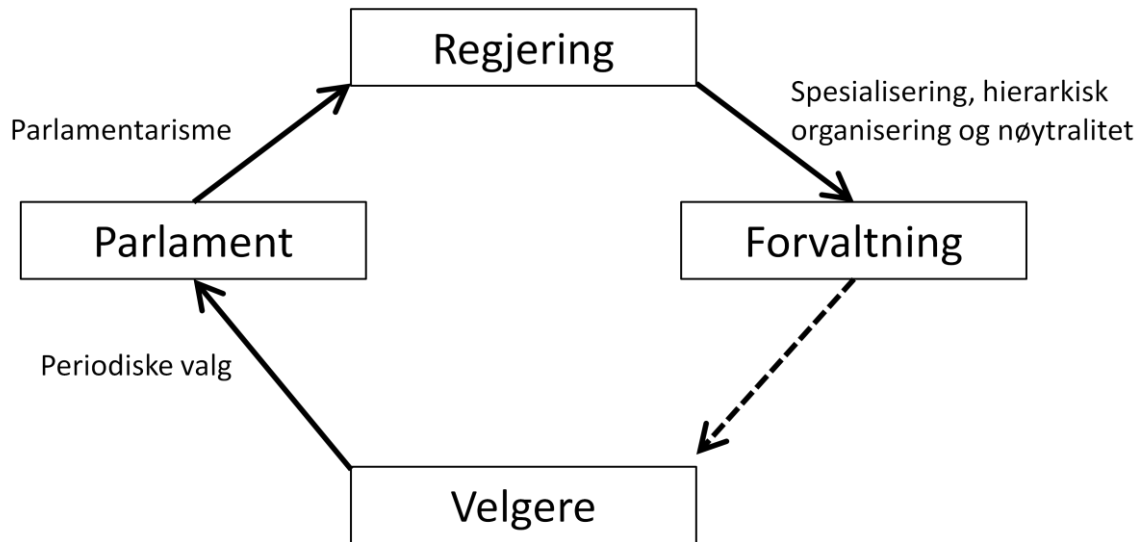 Regjering
Spesialisering, hierarkisk
organisering og nøytralitet
Parlamentarisme
Parlament
Forvaltning
Periodiske valg
Velgere